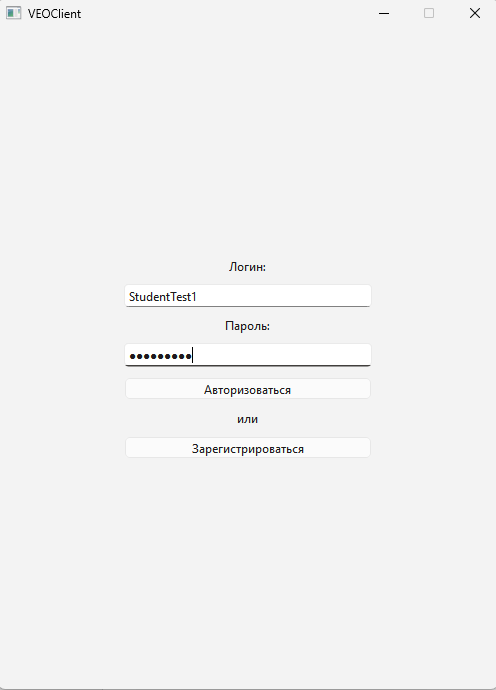 VEOClient
Логин:
StudentTest1
Пароль:
●●●●●●●●●
Авторизоваться
или
Зарегистрироваться